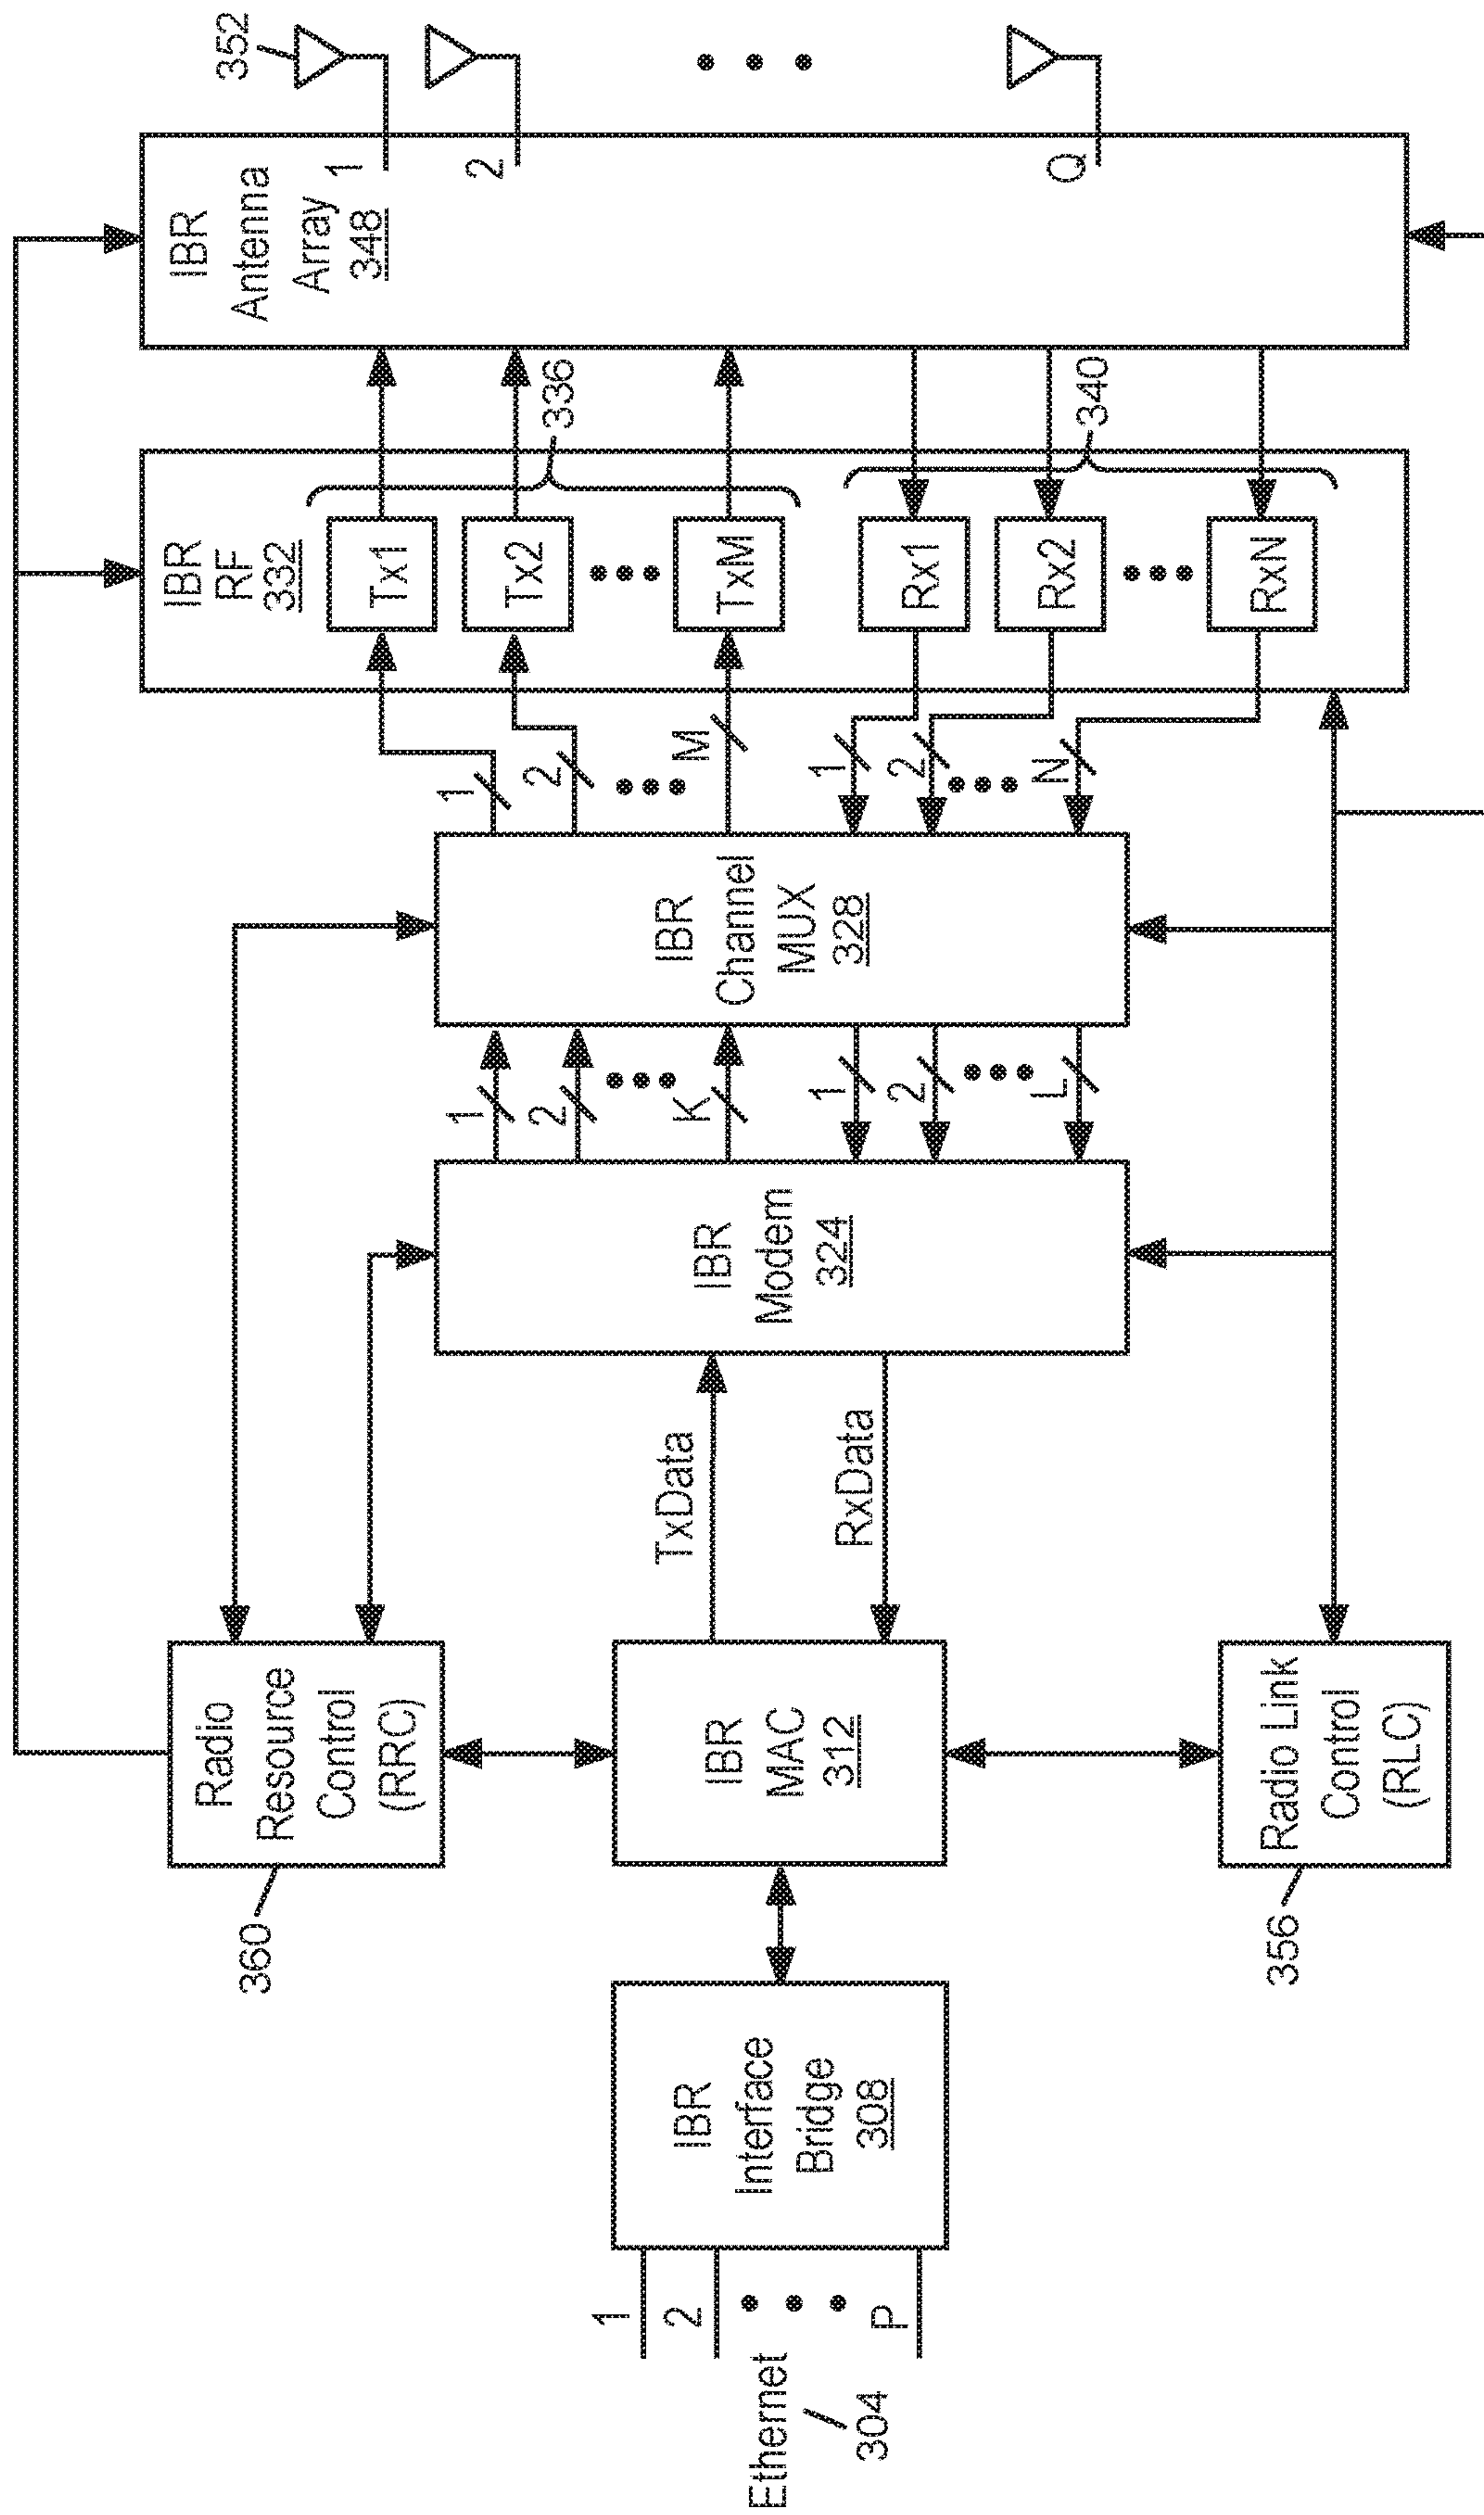 Ethernet
304
1
2
P
IBR
Interface
Bridge
308
360
Radio
Resource
Control
(RRC)
IBR
MAC
312
356
Radio Link
Control
(RLC)
TxData
RxData
IBR
Modem
324
1
2
K
1
2
L
IBR
Channel
MUX
328
1
2
M
1
2
N
IBR
RF
332
Tx1
Tx2
TxM
Rx1
Rx2
RxN
336
340
IBR
Antenna
Array
348
1
2
Q
352